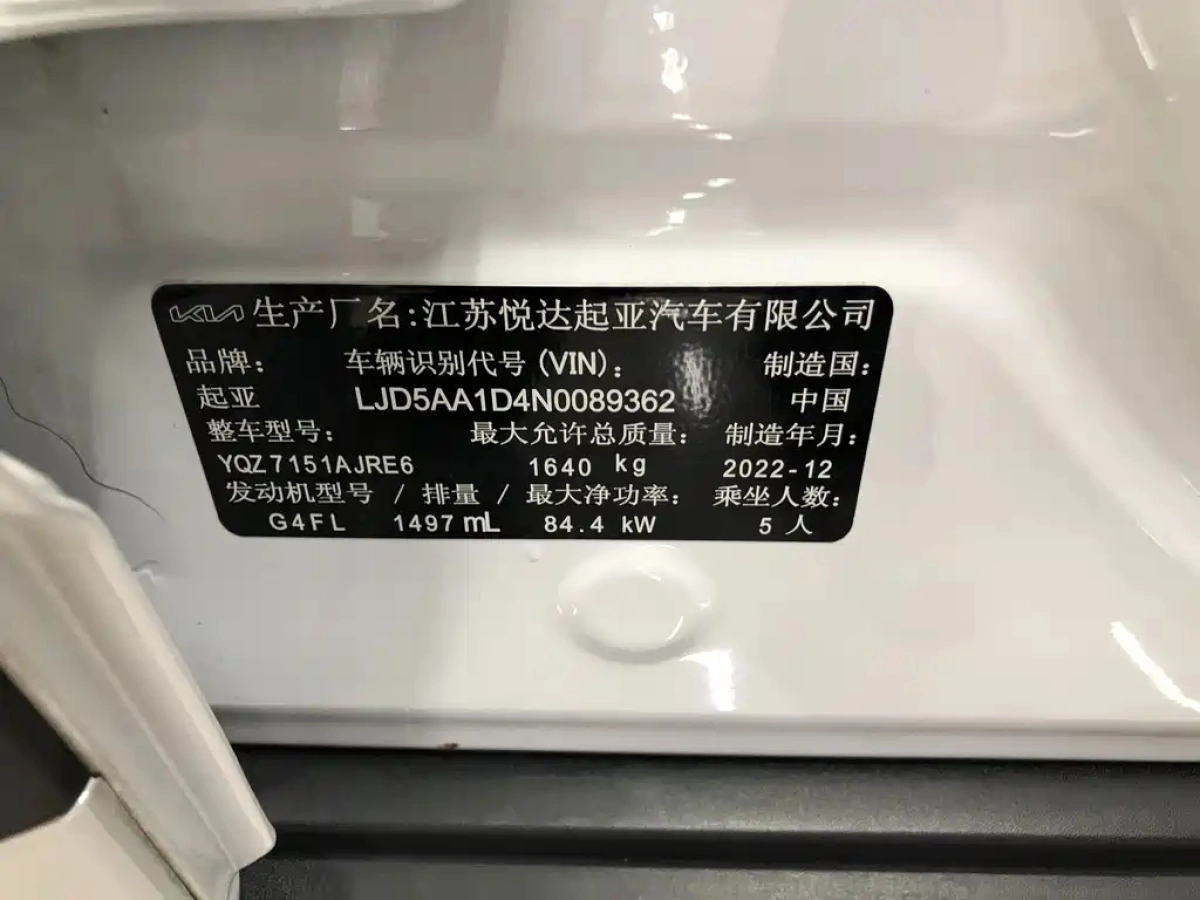 KIA 生产厂名:江苏悦达起亚汽车有限公司
品牌: 车辆识别代号(VIN): 制造国:
起亚 LJD5AA1D4N0089362 中国
整车型号: 最大允许总质量: 制造年月:
YQZ7151AJRE6 1640 kg 2022-12
发动机型号 / 排量 / 最大净功率: 乘坐人数:
G4FL 1497 mL 84.4 kW 5 人